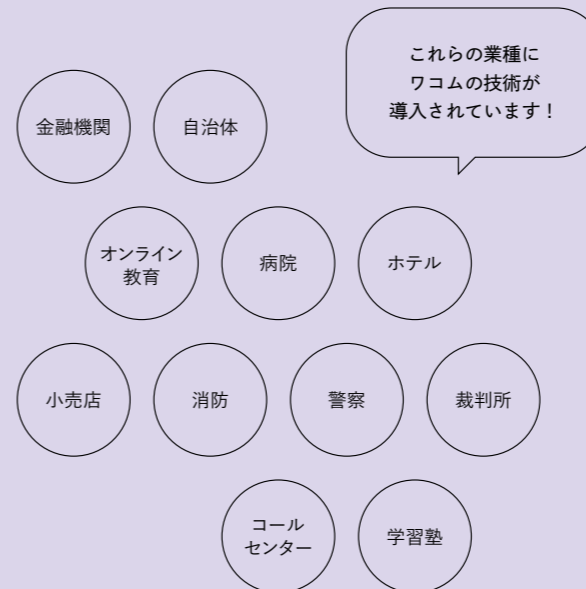 これらの業種に
ワコムの技術が
導入されています！
金融機関
自治体
オンライン
教育
病院
ホテル
小売店
消防
警察
裁判所
コール
センター
学習塾